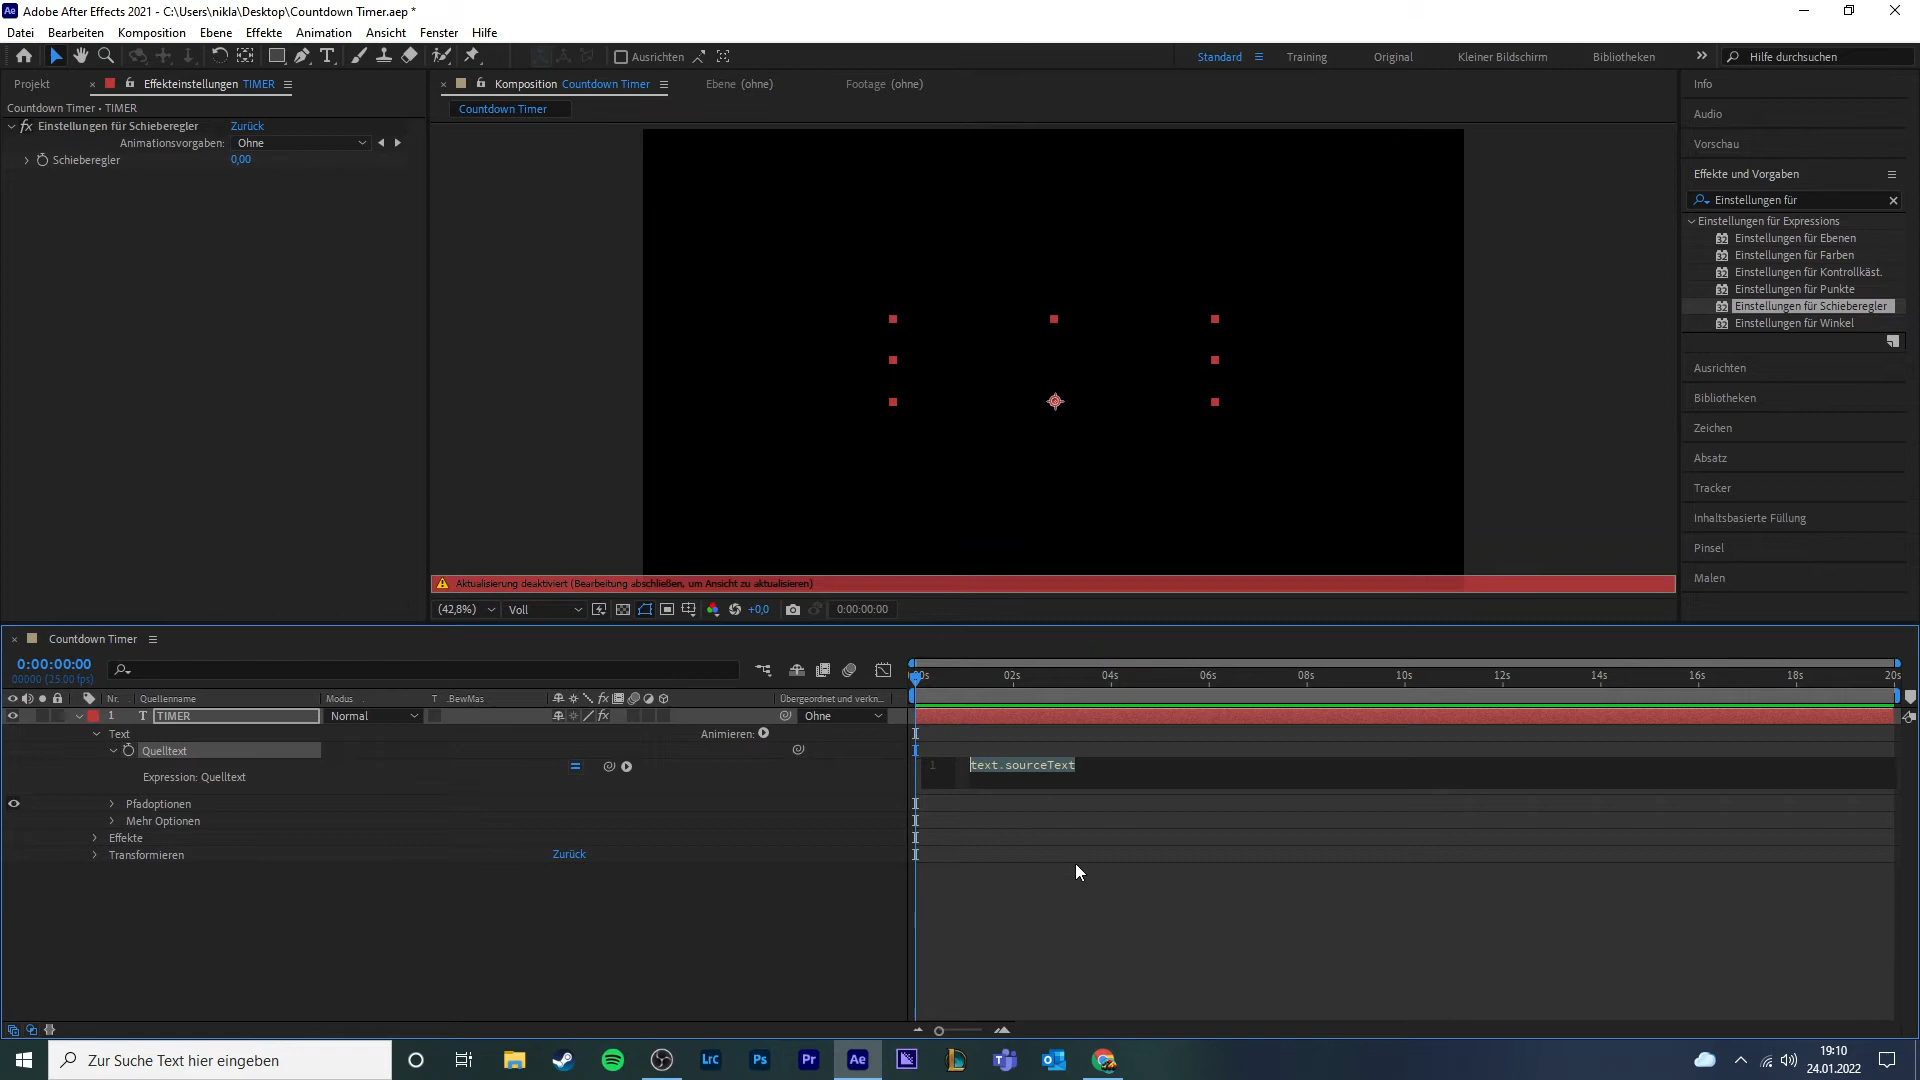 Adobe After Effects 2021 - C:\Users\nikla\Desktop\Countdown Timer.aep *
Datei Bearbeiten Komposition Ebene Effekte Animation Ansicht Fenster Hilfe
Ausrichten
Standard Training Original Kleiner Bildschirm Bibliotheken
Hilfe durchsuchen
Projekt
Effekteinstellungen TIMER
Komposition Countdown Timer
Ebene (ohne)
Footage (ohne)
Info
Countdown Timer • TIMER
Countdown Timer
Einstellungen für Schieberegler Zurück
Animationsvorgaben: Ohne
Schieberegler 0,00
Audio
Vorschau
Effekte und Vorgaben
Einstellungen für
Einstellungen für Expressions
Einstellungen für Ebenen
Einstellungen für Farben
Einstellungen für Kontrollkäst.
Einstellungen für Punkte
Einstellungen für Schieberegler
Einstellungen für Winkel
Ausrichten
Bibliotheken
Zeichen
Absatz
Tracker
Inhaltsbasierte Füllung
Pinsel
Malen
Aktualisierung deaktviert (Bearbeitung abschließen, um Ansicht zu aktualisieren)
(42,8%) Voll +0,0 0:00:00:00
Countdown Timer
0:00:00:00
00000 (25.00 fps)
02s 04s 06s 08s 10s 12s 14s 16s 18s 20s
Nr. Quellenname Modus T .BewMas Übergeordnet und verkn...
1 T TIMER Normal Ohne
Text Animieren:
Quelltext
Expression: Quelltext
1 text.sourceText
Pfadoptionen
Mehr Optionen
Effekte
Transformieren Zurück
Zur Suche Text hier eingeben
Lrc Ps Pr Ae
19:10
24.01.2022